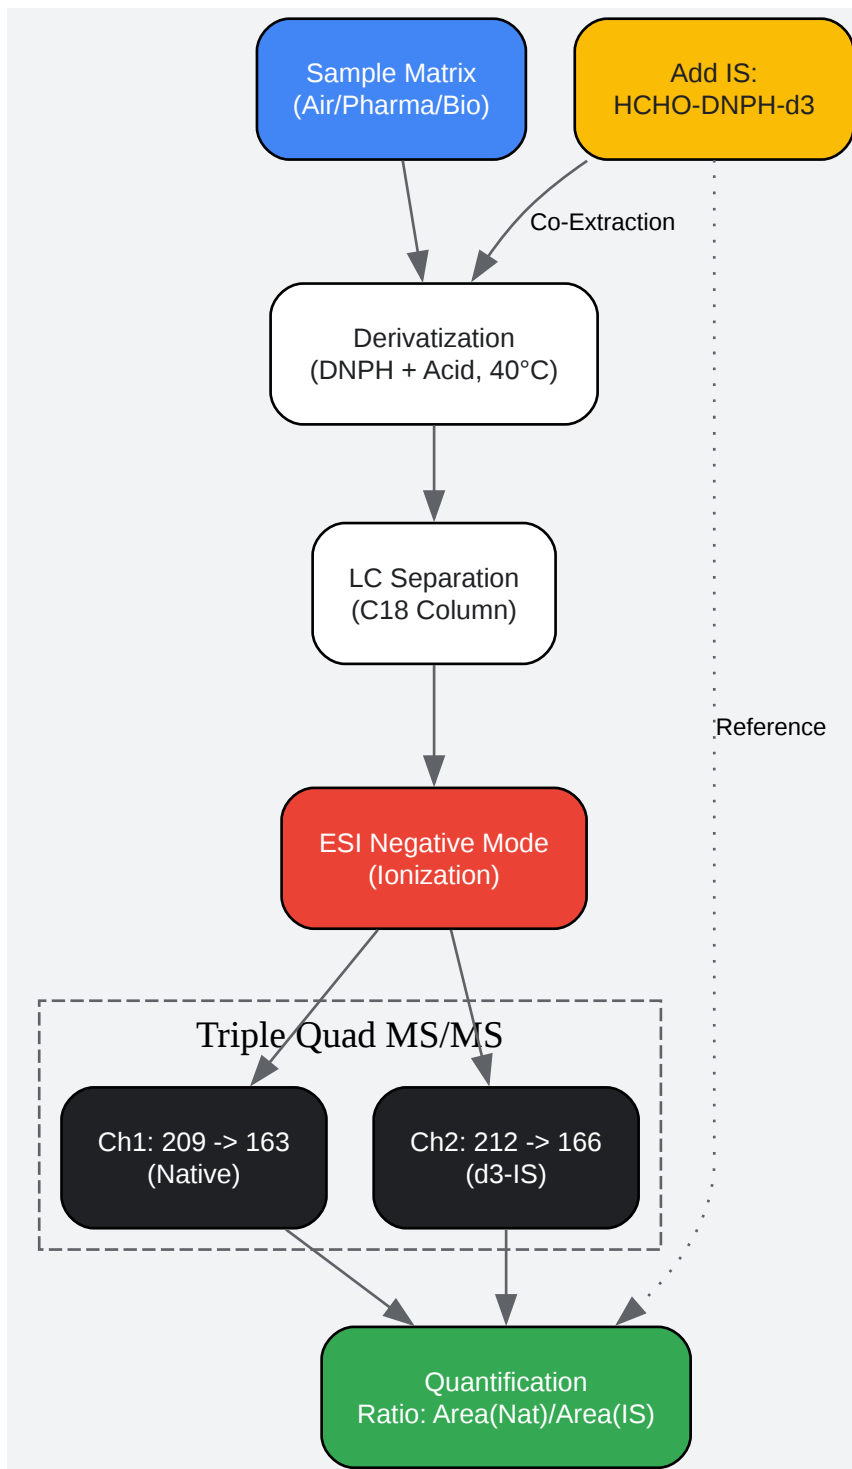 Sample Matrix
(Air/Pharma/Bio)
Add IS:
HCHO-DNPH-d3
Co-Extraction
Derivatization
(DNPH + Acid, 40°C)
LC Separation
(C18 Column)
Reference
ESI Negative Mode
(Ionization)
Triple Quad MS/MS
Ch1: 209 -> 163
(Native)
Ch2: 212 -> 166
(d3-IS)
Quantification
Ratio: Area(Nat)/Area(IS)